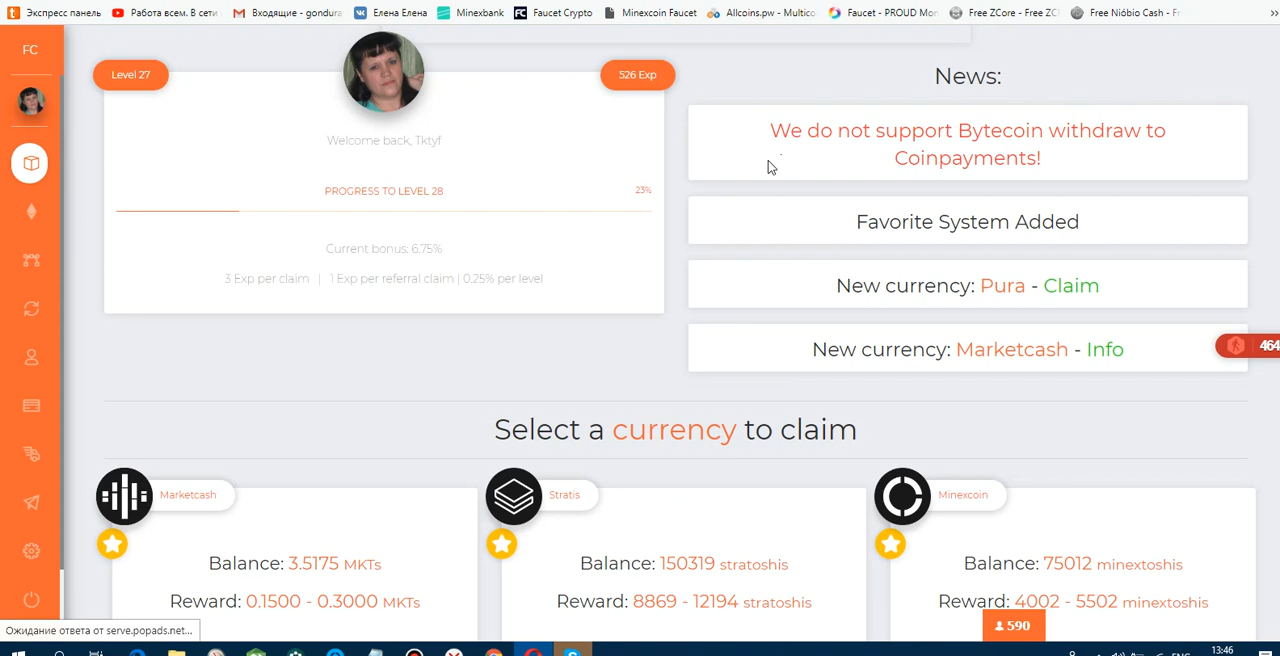 Экспресс панель
Работа всем. В сети
Входящие - gondura
Елена Елена
Minexbank
Faucet Crypto
Minexcoin Faucet
Allcoins.pw - Multico
Faucet - PROUD Mon
Free ZCore - Free ZC
Free Nióbio Cash - Fr
FC
Level 27
526 Exp
Welcome back, Tktyf
PROGRESS TO LEVEL 28
23%
Current bonus: 6.75%
3 Exp per claim | 1 Exp per referral claim | 0.25% per level
News:
We do not support Bytecoin withdraw to
Coinpayments!
Favorite System Added
New currency: Pura - Claim
New currency: Marketcash - Info
464
Select a currency to claim
Marketcash
Balance: 3.5175 MKTs
Reward: 0.1500 - 0.3000 MKTs
Stratis
Balance: 150319 stratoshis
Reward: 8869 - 12194 stratoshis
Minexcoin
Balance: 75012 minextoshis
Reward: 4002 - 5502 minextoshis
590
Ожидание ответа от serve.popads.net...
13:46